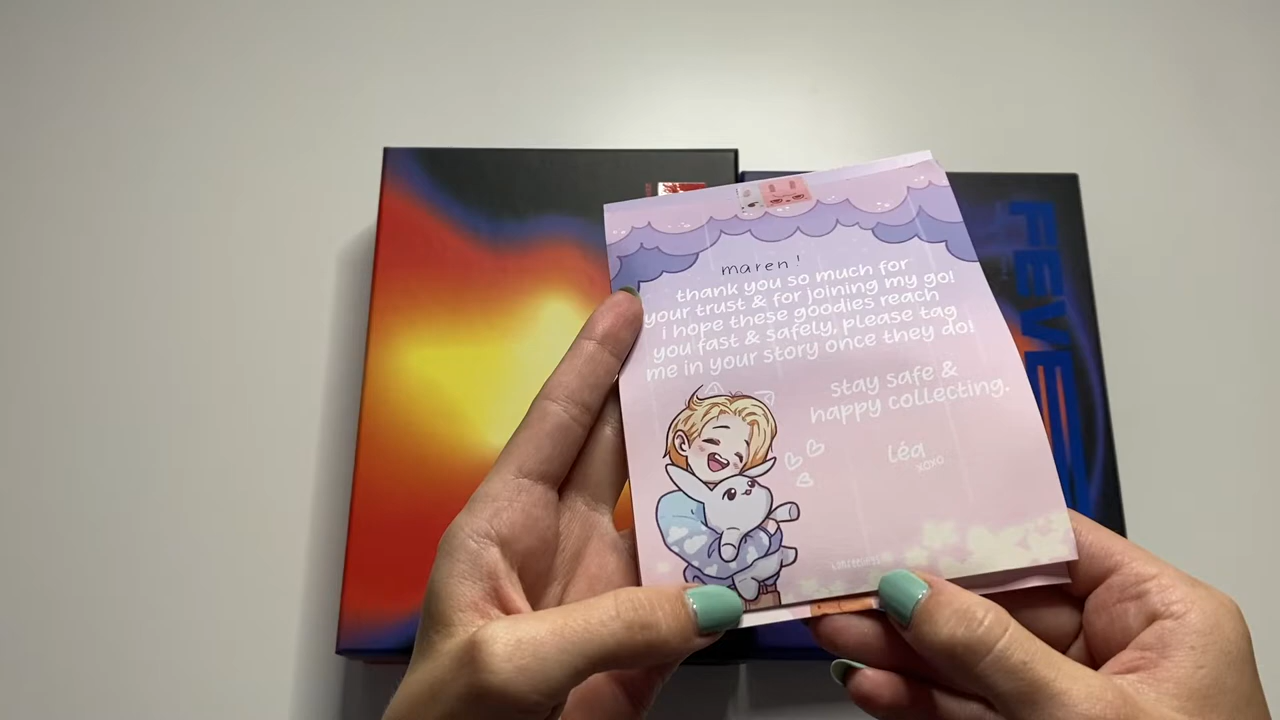 maren!
thank you so much for
your trust & for joining my go!
i hope these goodies reach
you fast & safely, please tag
me in your story once they do!
stay safe &
happy collecting.
léa
xoxo
FEVE